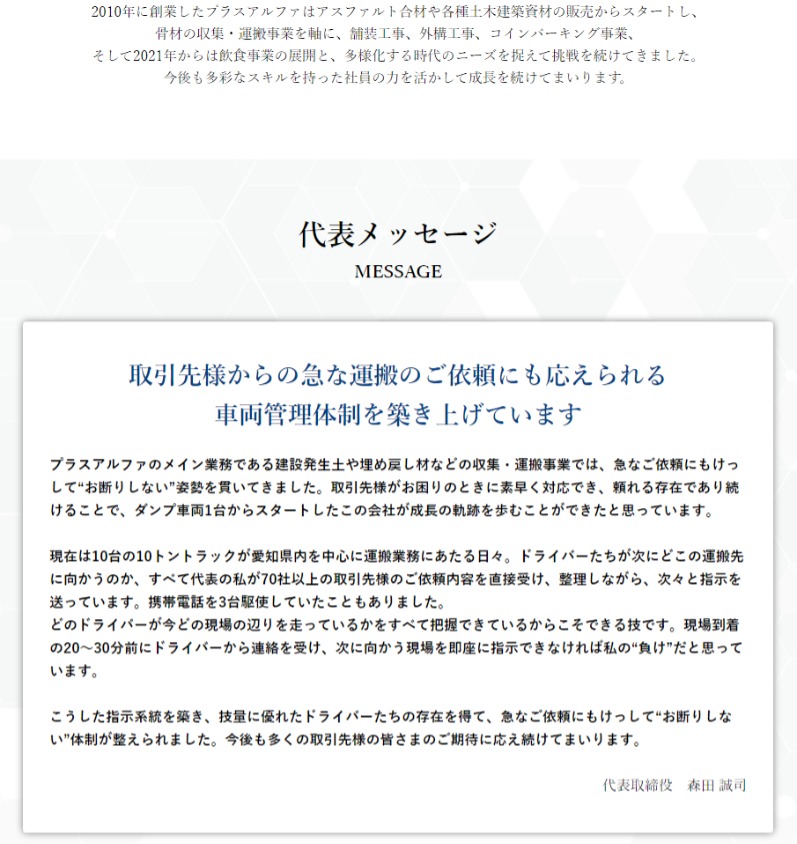 2010年に創業したプラスアルファはアスファルト合材や各種土木建築資材の販売からスタートし、
骨材の収集・運搬事業を軸に、舗装工事、外構工事、コインパーキング事業、
そして2021年からは飲食事業の展開と、多様化する時代のニーズを捉えて挑戦を続けてきました。
今後も多彩なスキルを持った社員の力を活かして成長を続けてまいります。
代表メッセージ
MESSAGE
取引先様からの急な運搬のご依頼にも応えられる
車両管理体制を築き上げています
プラスアルファのメイン業務である建設発生土や埋め戻し材などの収集・運搬事業では、急なご依頼にもけっ
して“お断りしない”姿勢を貫いてきました。取引先様がお困りのときに素早く対応でき、頼れる存在であり続
けることで、ダンプ車両1台からスタートしたこの会社が成長の軌跡を歩むことができたと思っています。
現在は10台の10トントラックが愛知県内を中心に運搬業務にあたる日々。ドライバーたちが次にどこの運搬先
に向かうのか、すべて代表の私が70社以上の取引先様のご依頼内容を直接受け、整理しながら、次々と指示を
送っています。携帯電話を3台駆使していたこともありました。
どのドライバーが今どの現場の辺りを走っているかをすべて把握できているからこそできる技です。現場到着
の20〜30分前にドライバーから連絡を受け、次に向かう現場を即座に指示できなければ私の“負け”だと思って
います。
こうした指示系統を築き、技量に優れたドライバーたちの存在を得て、急なご依頼にもけっして“お断りしな
い”体制が整えられました。今後も多くの取引先様の皆さまのご期待に応え続けてまいります。
代表取締役　森田 誠司